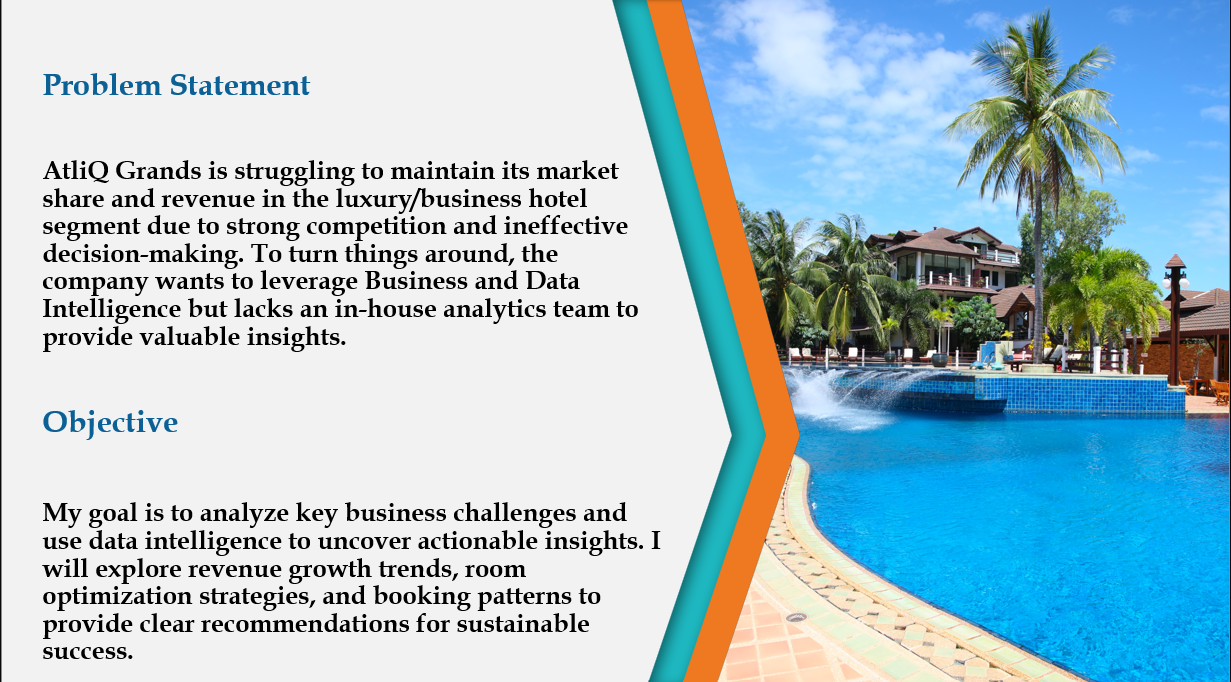 Problem Statement
AtliQ Grands is struggling to maintain its market
share and revenue in the luxury/business hotel
segment due to strong competition and ineffective
decision-making. To turn things around, the
company wants to leverage Business and Data
Intelligence but lacks an in-house analytics team to
provide valuable insights.
Objective
My goal is to analyze key business challenges and
use data intelligence to uncover actionable insights. I
will explore revenue growth trends, room
optimization strategies, and booking patterns to
provide clear recommendations for sustainable
success.